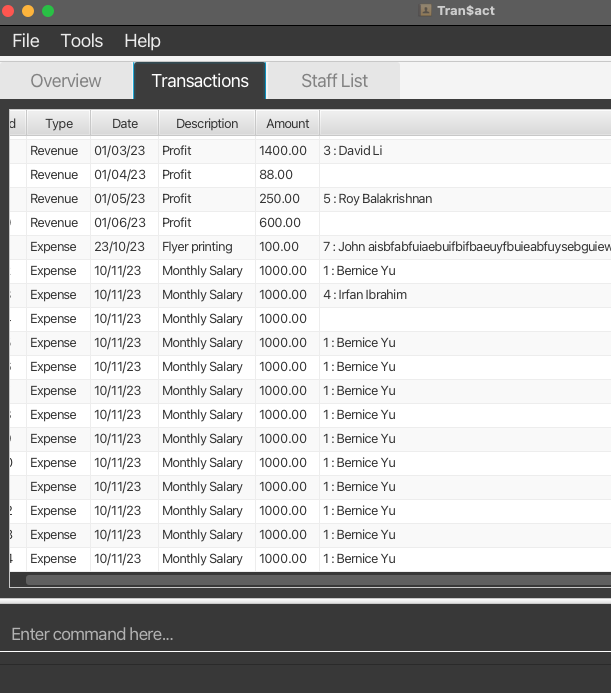 Tran$act
File Tools Help
Overview Transactions Staff List
d Type Date Description Amount
Revenue 01/03/23 Profit 1400.00 3 : David Li
Revenue 01/04/23 Profit 88.00
Revenue 01/05/23 Profit 250.00 5 : Roy Balakrishnan
Revenue 01/06/23 Profit 600.00
Expense 23/10/23 Flyer printing 100.00 7 : John aisbfabfuiaebuifbifbaeuyfbuieabfuysebguiew
Expense 10/11/23 Monthly Salary 1000.00 1 : Bernice Yu
Expense 10/11/23 Monthly Salary 1000.00 4 : Irfan Ibrahim
Expense 10/11/23 Monthly Salary 1000.00
Expense 10/11/23 Monthly Salary 1000.00 1 : Bernice Yu
Expense 10/11/23 Monthly Salary 1000.00 1 : Bernice Yu
Expense 10/11/23 Monthly Salary 1000.00 1 : Bernice Yu
Expense 10/11/23 Monthly Salary 1000.00 1 : Bernice Yu
Expense 10/11/23 Monthly Salary 1000.00 1 : Bernice Yu
Expense 10/11/23 Monthly Salary 1000.00 1 : Bernice Yu
Expense 10/11/23 Monthly Salary 1000.00 1 : Bernice Yu
Expense 10/11/23 Monthly Salary 1000.00 1 : Bernice Yu
Expense 10/11/23 Monthly Salary 1000.00 1 : Bernice Yu
Expense 10/11/23 Monthly Salary 1000.00 1 : Bernice Yu
Enter command here...